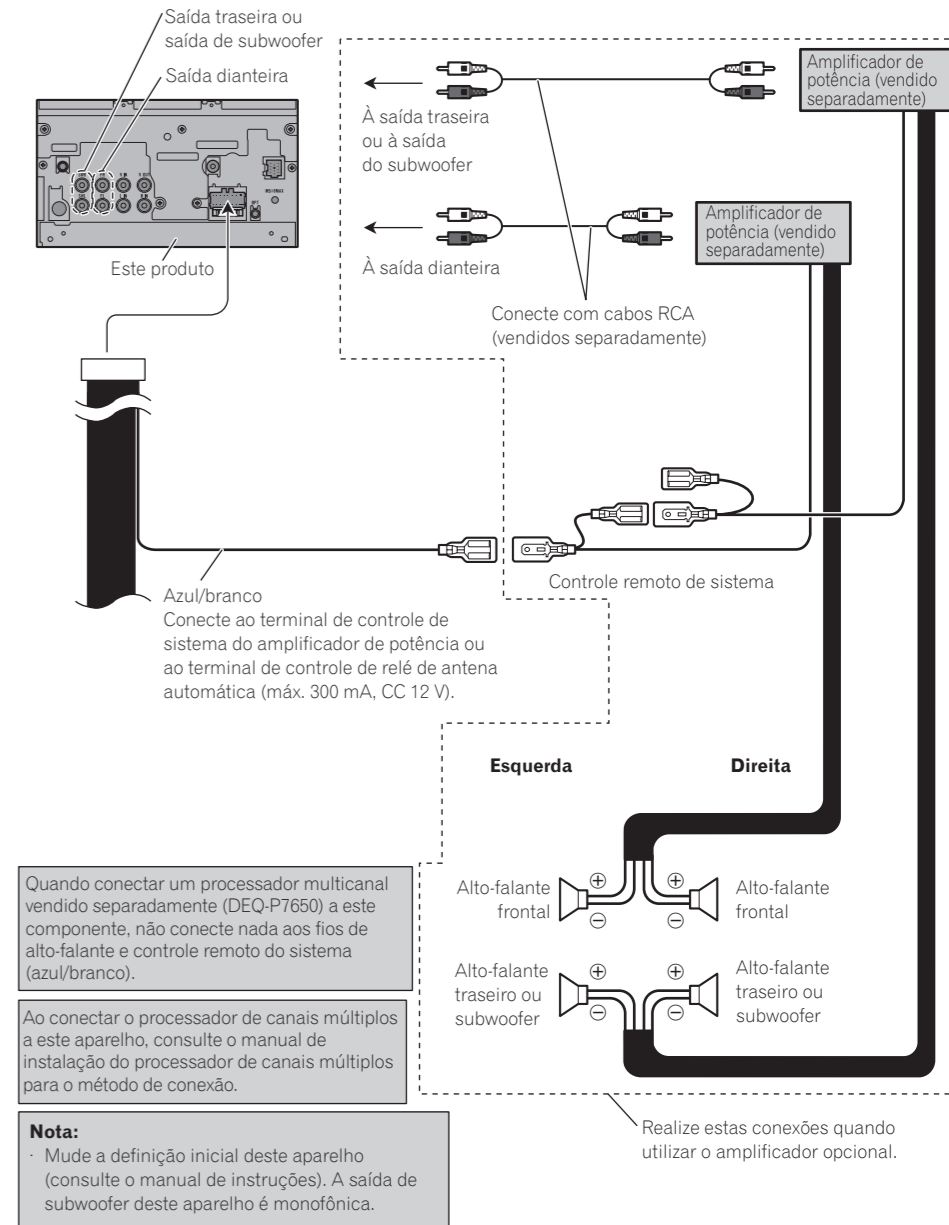 Saída traseira ou
saída de subwoofer
Saída dianteira
Este produto
À saída traseira
ou à saída
do subwoofer
À saída dianteira
Amplificador de
potência (vendido
separadamente)
Amplificador de
potência (vendido
separadamente)
Conecte com cabos RCA
(vendidos separadamente)
Controle remoto de sistema
Azul/branco
Conecte ao terminal de controle de
sistema do amplificador de potência ou
ao terminal de controle de relé de antena
automática (máx. 300 mA, CC 12 V).
Esquerda
Direita
Alto-falante
frontal
⊕
⊖
⊕
⊖
Alto-falante
frontal
Alto-falante
traseiro ou
subwoofer
⊕
⊖
⊕
⊖
Alto-falante
traseiro ou
subwoofer
Quando conectar um processador multicanal
vendido separadamente (DEQ-P7650) a este
componente, não conecte nada aos fios de
alto-falante e controle remoto do sistema
(azul/branco).
Ao conectar o processador de canais múltiplos
a este aparelho, consulte o manual de
instalação do processador de canais múltiplos
para o método de conexão.
Nota:
· Mude a definição inicial deste aparelho
(consulte o manual de instruções). A saída de
subwoofer deste aparelho é monofônica.
Realize estas conexões quando
utilizar o amplificador opcional.